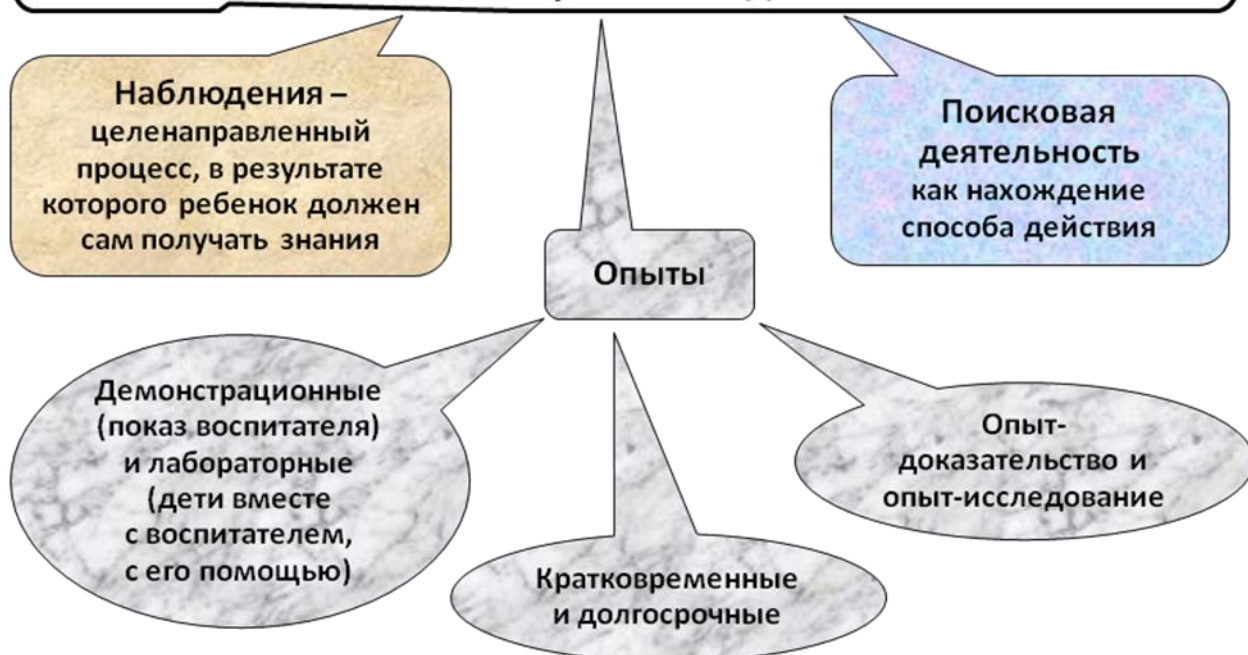 Наблюдения –
целенаправленный
процесс, в результате
которого ребенок должен
сам получать знания
Поисковая
деятельность
как нахождение
способа действия
Опыты
Демонстрационные
(показ воспитателя)
и лабораторные
(дети вместе
с воспитателем,
с его помощью)
Кратковременные
и долгосрочные
Опыт-
доказательство и
опыт-исследование